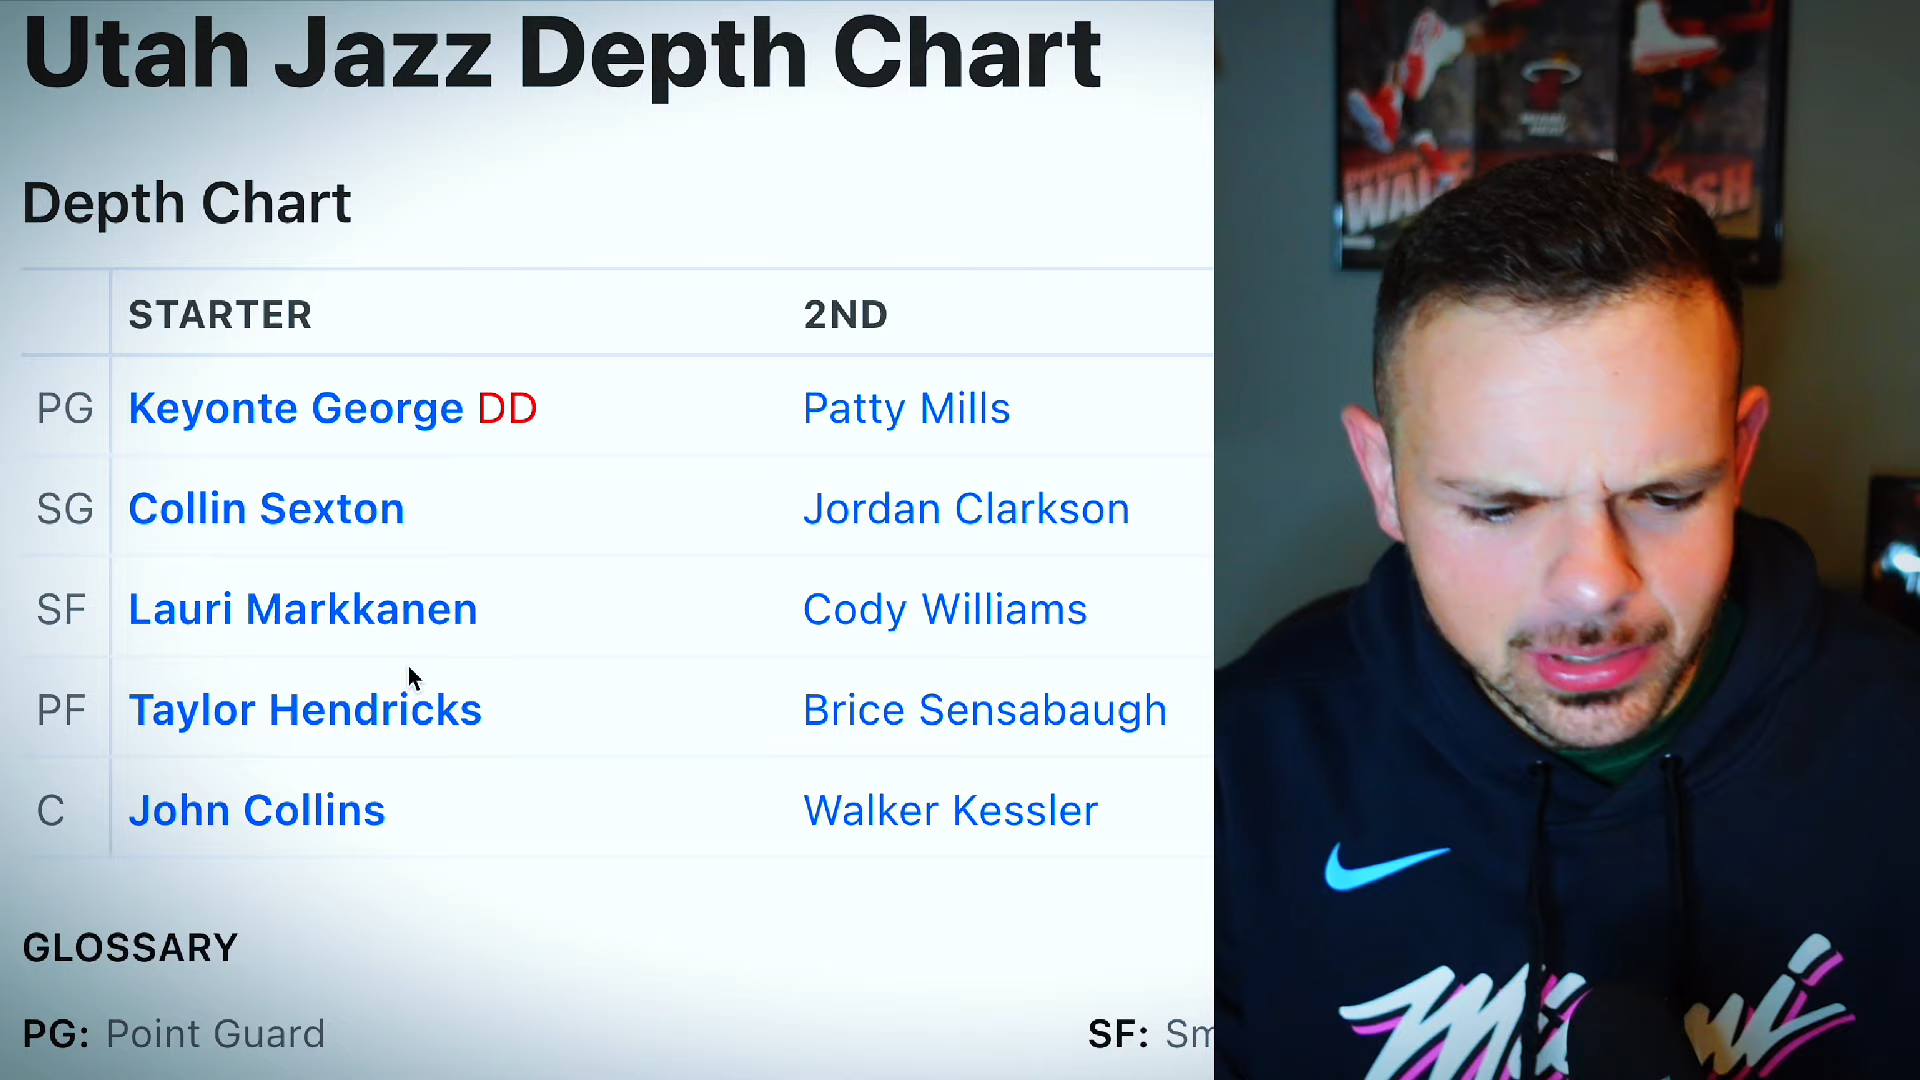 Utah Jazz Depth Chart
Depth Chart
STARTER 2ND
PG Keyonte George DD Patty Mills
SG Collin Sexton Jordan Clarkson
SF Lauri Markkanen Cody Williams
PF Taylor Hendricks Brice Sensabaugh
C John Collins Walker Kessler
GLOSSARY
PG: Point Guard SF: Sm
Miami